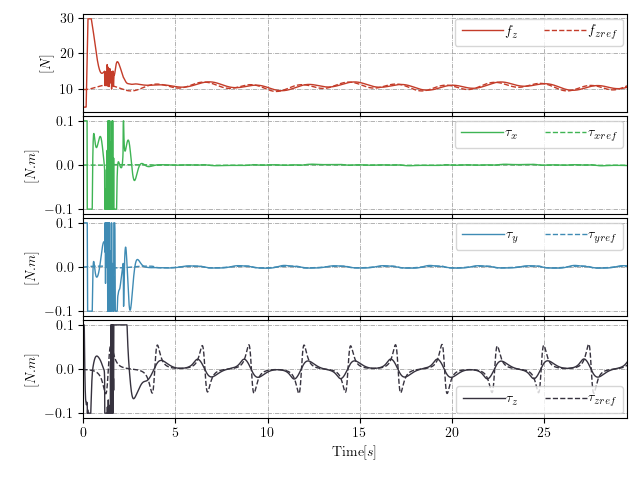 30
20
10
[N]
f_z
f_zref
0.1
0.0
−0.1
[N.m]
τ_x
τ_xref
0.1
0.0
−0.1
[N.m]
τ_y
τ_yref
0.1
0.0
−0.1
[N.m]
τ_z
τ_zref
0 5 10 15 20 25
Time[s]